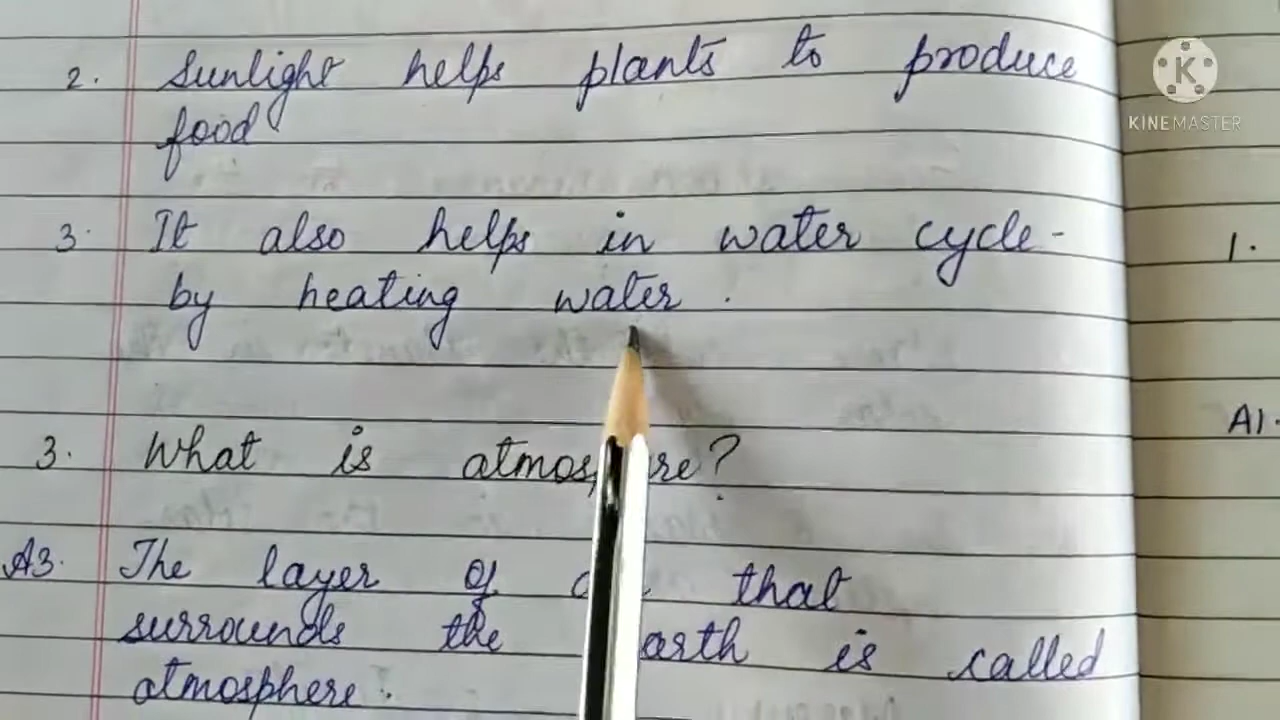 2. Sunlight helps plants to produce
food
3. It also helps in water cycle -
by heating water .
3. What is atmosphere?
A3. The layer of that
surrounds the arth is called
atmosphere .
1.
A1.
K
KINEMASTER